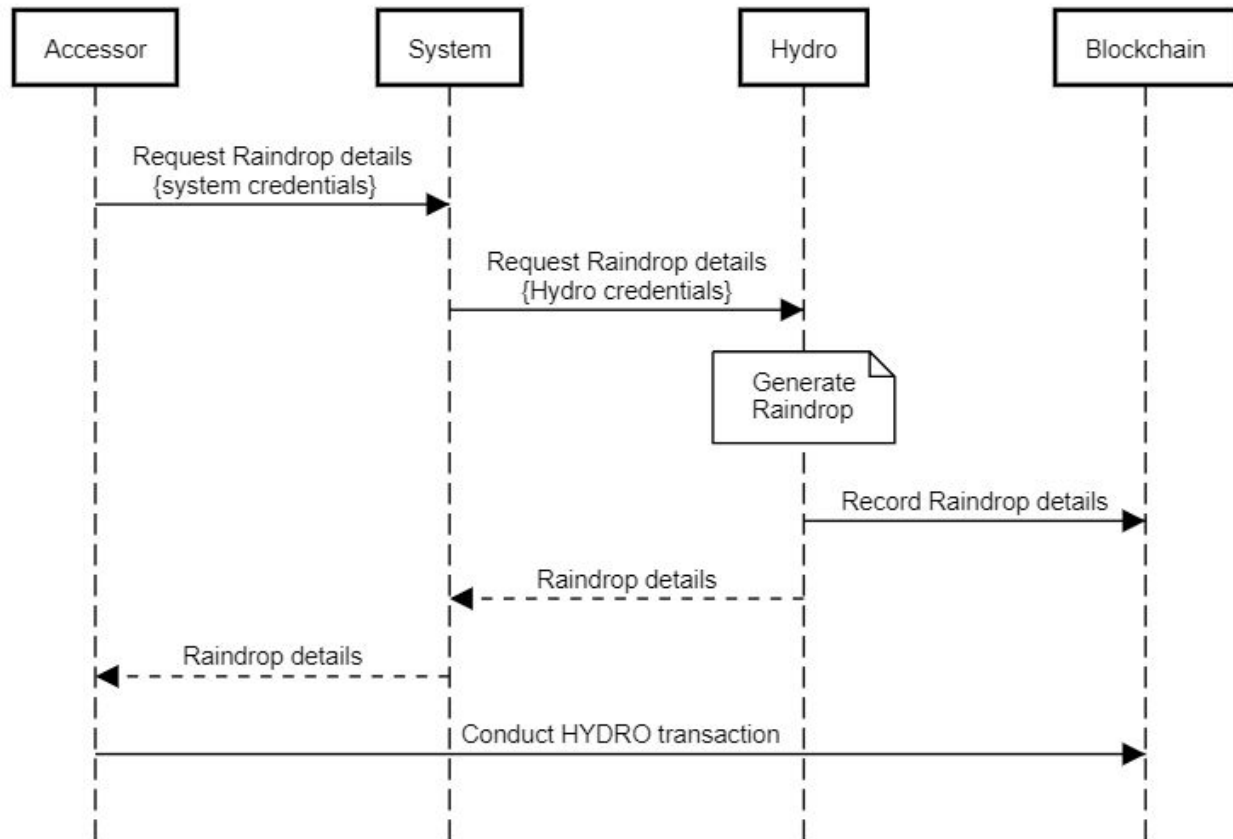 Accessor
System
Hydro
Blockchain
Request Raindrop details
{system credentials}
Request Raindrop details
{Hydro credentials}
Generate
Raindrop
Record Raindrop details
Raindrop details
Raindrop details
Conduct HYDRO transaction